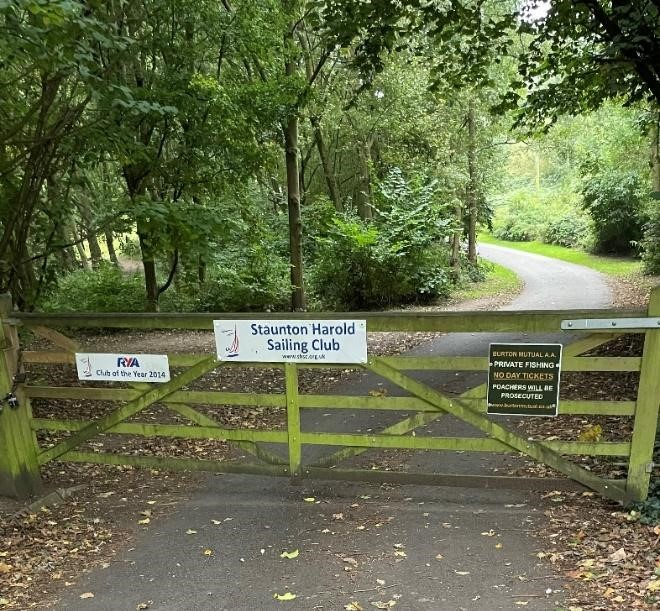 RYA
Club of the Year 2014
Staunton Harold
Sailing Club
www.shsc.org.uk
BURTON MUTUAL A.A.
• PRIVATE FISHING •
NO DAY TICKETS
POACHERS WILL BE
PROSECUTED
www.burtonmutual.co.uk